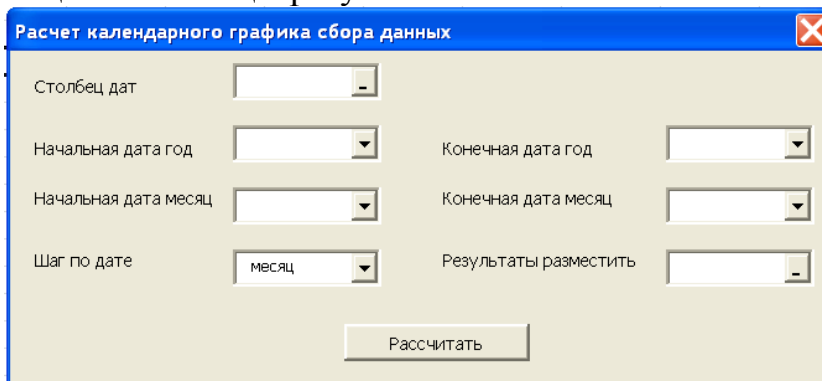 Расчет календарного графика сбора данных
Столбец дат
Начальная дата год
Конечная дата год
Начальная дата месяц
Конечная дата месяц
Шаг по дате
месяц
Результаты разместить
Рассчитать